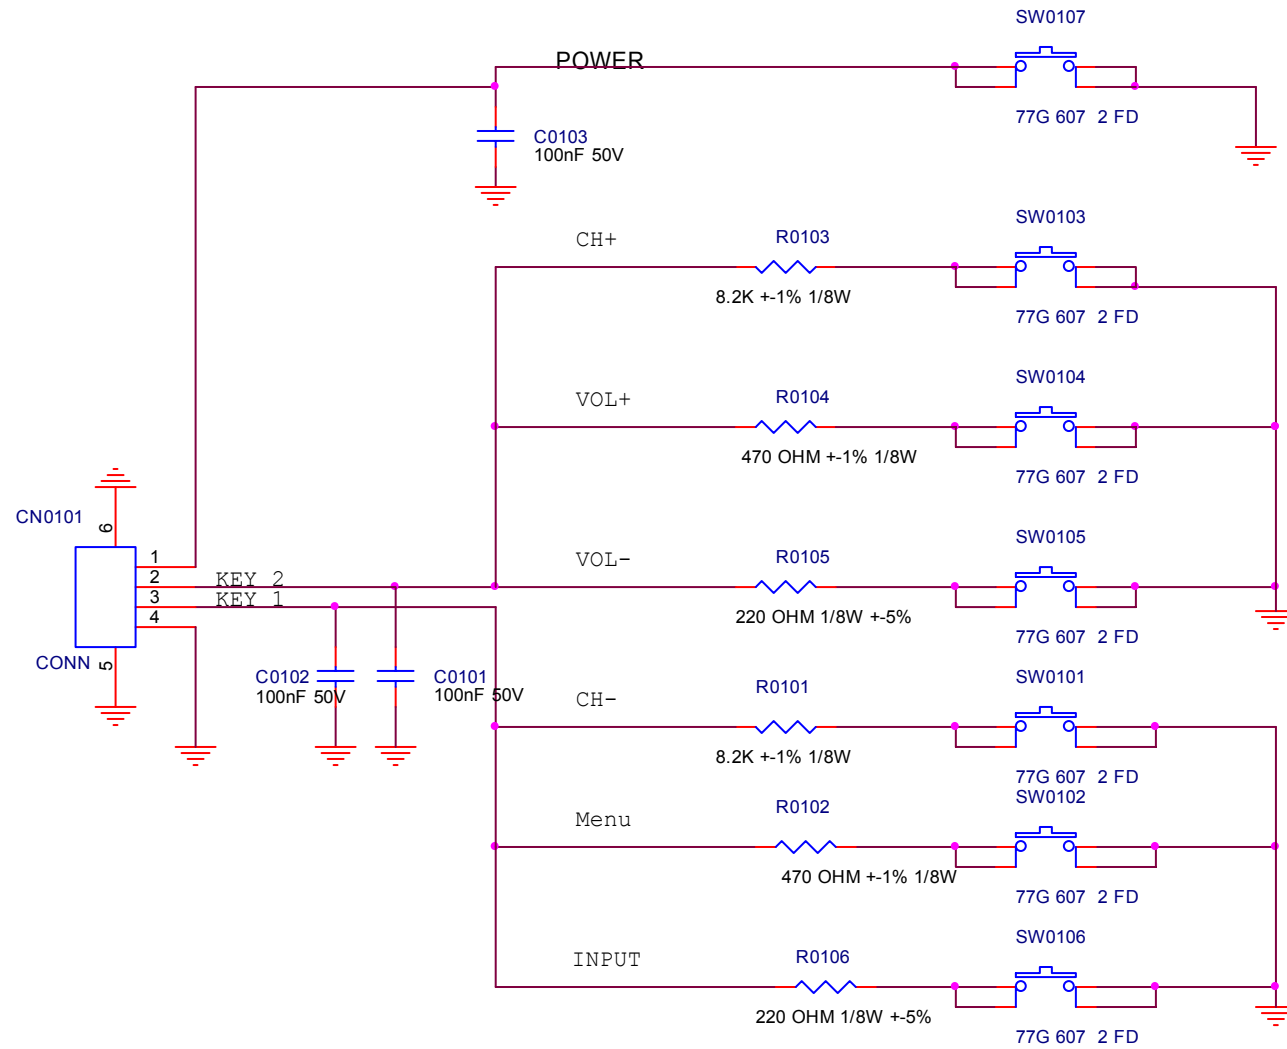 SW0107
POWER
77G 607  2 FD
C0103
100nF 50V
SW0103
CH+
R0103
8.2K +-1% 1/8W
77G 607  2 FD
SW0104
VOL+
R0104
470 OHM +-1% 1/8W
77G 607  2 FD
CN0101
6
SW0105
VOL-
R0105
1
2
KEY 2
3
KEY 1
4
220 OHM 1/8W +-5%
77G 607  2 FD
CONN
5
C0102
100nF 50V
C0101
100nF 50V
SW0101
CH-
R0101
8.2K +-1% 1/8W
77G 607  2 FD
SW0102
Menu
R0102
470 OHM +-1% 1/8W
77G 607  2 FD
SW0106
INPUT
R0106
220 OHM 1/8W +-5%
77G 607  2 FD